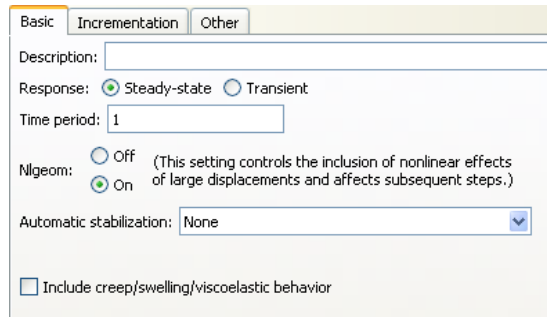 Basic Incrementation Other
Description:
Response: Steady-state Transient
Time period: 1
Nlgeom: Off (This setting controls the inclusion of nonlinear effects
On of large displacements and affects subsequent steps.)
Automatic stabilization: None
Include creep/swelling/viscoelastic behavior